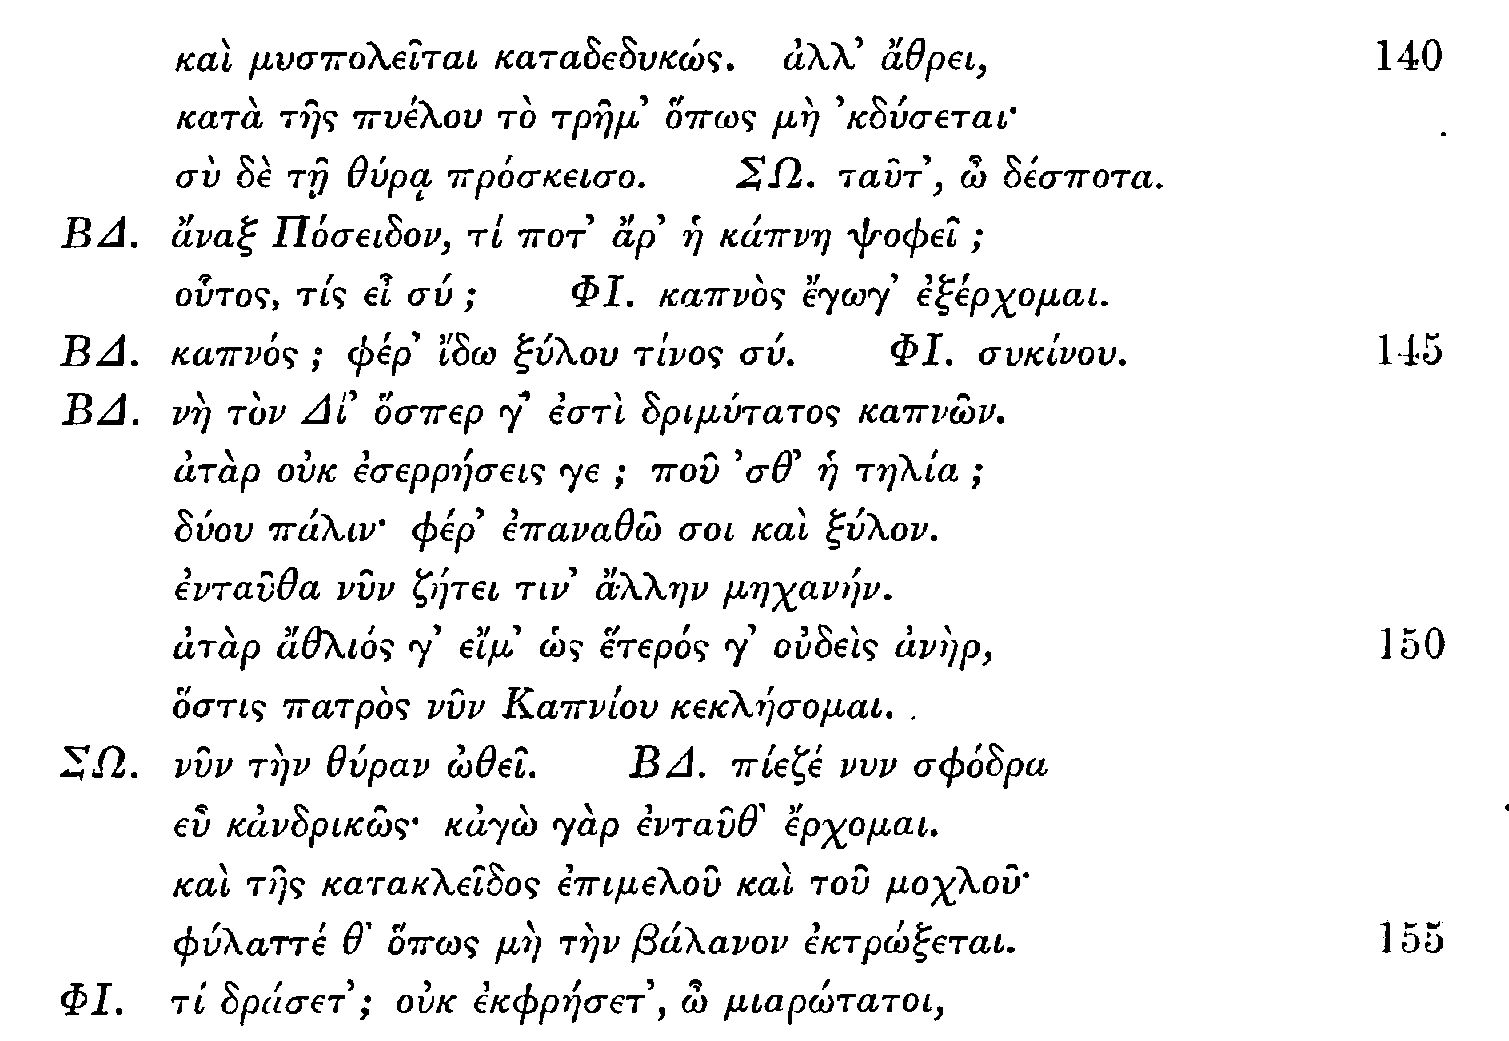 καὶ μυσπολεῖται καταδεδυκώς. ἀλλ’ ἄθρει, 140
κατὰ τῆς πυέλου τὸ τρῆμ’ ὅπως μὴ ’κδύσεται·
σὺ δὲ τῇ θύρᾳ πρόσκεισο. ΣΩ. ταῦτ’, ὦ δέσποτα.
ΒΔ. ἄναξ Πόσειδον, τί ποτ’ ἄρ’ ἡ κάπνη ψοφεῖ ;
οὗτος, τίς εἶ σύ ; ΦΙ. καπνὸς ἔγωγ’ ἐξέρχομαι.
ΒΔ. καπνός ; φέρ’ ἴδω ξύλου τίνος σύ. ΦΙ. συκίνου. 145
ΒΔ. νὴ τὸν Δί’ ὅσπερ γ’ ἐστὶ δριμύτατος καπνῶν.
ἀτὰρ οὐκ ἐσερρήσεις γε ; ποῦ ’σθ’ ἡ τηλία ;
δύου πάλιν· φέρ’ ἐπαναθῶ σοι καὶ ξύλον.
ἐνταῦθα νῦν ζήτει τιν’ ἄλλην μηχανήν.
ἀτὰρ ἄθλιός γ’ εἴμ’ ὡς ἕτερός γ’ οὐδεὶς ἀνὴρ, 150
ὅστις πατρὸς νῦν Καπνίου κεκλήσομαι.
ΣΩ. νῦν τὴν θύραν ὠθεῖ. ΒΔ. πίεζέ νυν σφόδρα
εὖ κἀνδρικῶς· κἀγὼ γὰρ ἐνταῦθ’ ἔρχομαι.
καὶ τῆς κατακλεῖδος ἐπιμελοῦ καὶ τοῦ μοχλοῦ·
φύλαττέ θ’ ὅπως μὴ τὴν βάλανον ἐκτρώξεται. 155
ΦΙ. τί δράσετ’; οὐκ ἐκφρήσετ’, ὦ μιαρώτατοι,